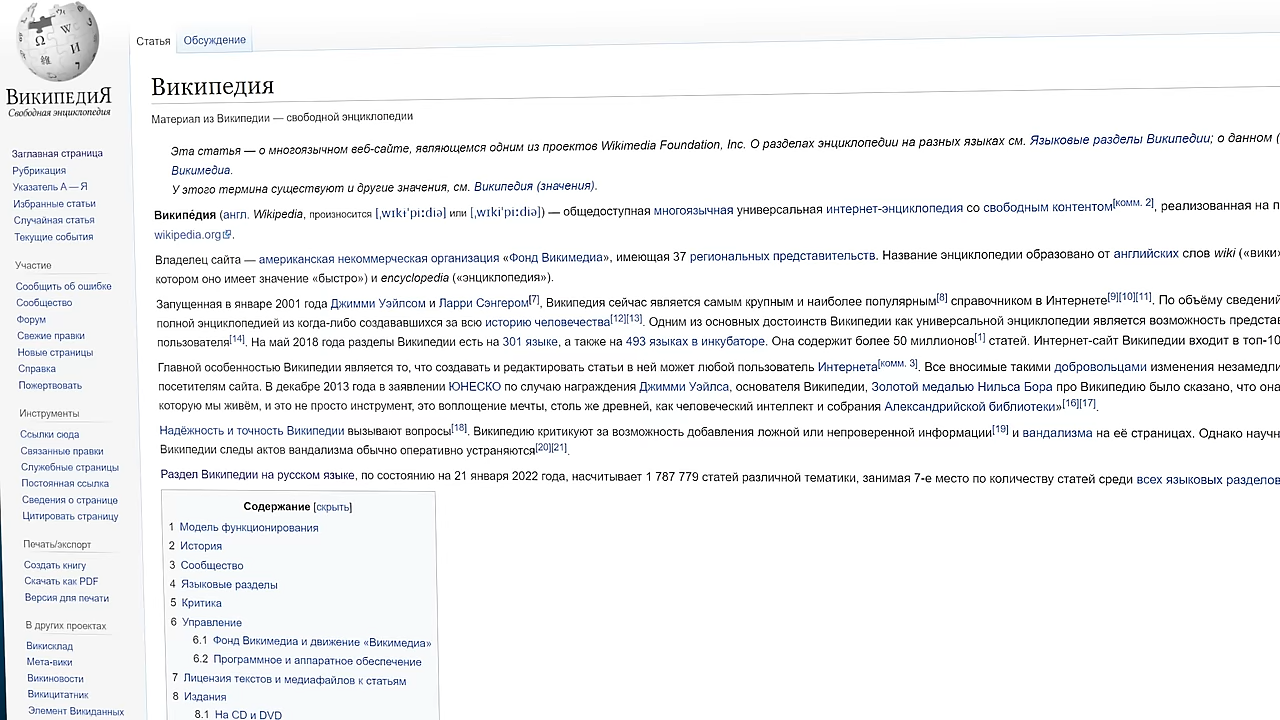 ВикипедиЯ
Свободная энциклопедия
Заглавная страница
Рубрикация
Указатель А — Я
Избранные статьи
Случайная статья
Текущие события
Участие
Сообщить об ошибке
Сообщество
Форум
Свежие правки
Новые страницы
Справка
Пожертвовать
Инструменты
Ссылки сюда
Связанные правки
Служебные страницы
Постоянная ссылка
Сведения о странице
Цитировать страницу
Печать/экспорт
Создать книгу
Скачать как PDF
Версия для печати
В других проектах
Викисклад
Мета-вики
Викиновости
Викицитатник
Элемент Викиданных
Статья Обсуждение
Википедия
Материал из Википедии — свободной энциклопедии
Эта статья — о многоязычном веб-сайте, являющемся одним из проектов Wikimedia Foundation, Inc. О разделах энциклопедии на разных языках см. Языковые разделы Википедии; о данном (
Викимедиа.
У этого термина существуют и другие значения, см. Википедия (значения).
Википе́дия (англ. Wikipedia, произносится [ˌwɪkɪˈpiːdiə] или [ˌwɪkiˈpiːdiə]) — общедоступная многоязычная универсальная интернет-энциклопедия со свободным контентом[комм. 2], реализованная на п
wikipedia.org.
Владелец сайта — американская некоммерческая организация «Фонд Викимедиа», имеющая 37 региональных представительств. Название энциклопедии образовано от английских слов wiki («вики»
котором оно имеет значение «быстро») и encyclopedia («энциклопедия»).
Запущенная в январе 2001 года Джимми Уэйлсом и Ларри Сэнгером[7], Википедия сейчас является самым крупным и наиболее популярным[8] справочником в Интернете[9][10][11]. По объёму сведений
полной энциклопедией из когда-либо создававшихся за всю историю человечества[12][13]. Одним из основных достоинств Википедии как универсальной энциклопедии является возможность представ
пользователя[14]. На май 2018 года разделы Википедии есть на 301 языке, а также на 493 языках в инкубаторе. Она содержит более 50 миллионов[1] статей. Интернет-сайт Википедии входит в топ-10
Главной особенностью Википедии является то, что создавать и редактировать статьи в ней может любой пользователь Интернета[комм. 3]. Все вносимые такими добровольцами изменения незамедли
посетителям сайта. В декабре 2013 года в заявлении ЮНЕСКО по случаю награждения Джимми Уэйлса, основателя Википедии, Золотой медалью Нильса Бора про Википедию было сказано, что она
которую мы живём, и это не просто инструмент, это воплощение мечты, столь же древней, как человеческий интеллект и собрания Александрийской библиотеки»[16][17].
Надёжность и точность Википедии вызывают вопросы[18]. Википедию критикуют за возможность добавления ложной или непроверенной информации[19] и вандализма на её страницах. Однако научн
Википедии следы актов вандализма обычно оперативно устраняются[20][21].
Раздел Википедии на русском языке, по состоянию на 21 января 2022 года, насчитывает 1 787 779 статей различной тематики, занимая 7-е место по количеству статей среди всех языковых разделов
Содержание [скрыть]
1 Модель функционирования
2 История
3 Сообщество
4 Языковые разделы
5 Критика
6 Управление
6.1 Фонд Викимедиа и движение «Викимедиа»
6.2 Программное и аппаратное обеспечение
7 Лицензия текстов и медиафайлов к статьям
8 Издания
8.1 На CD и DVD